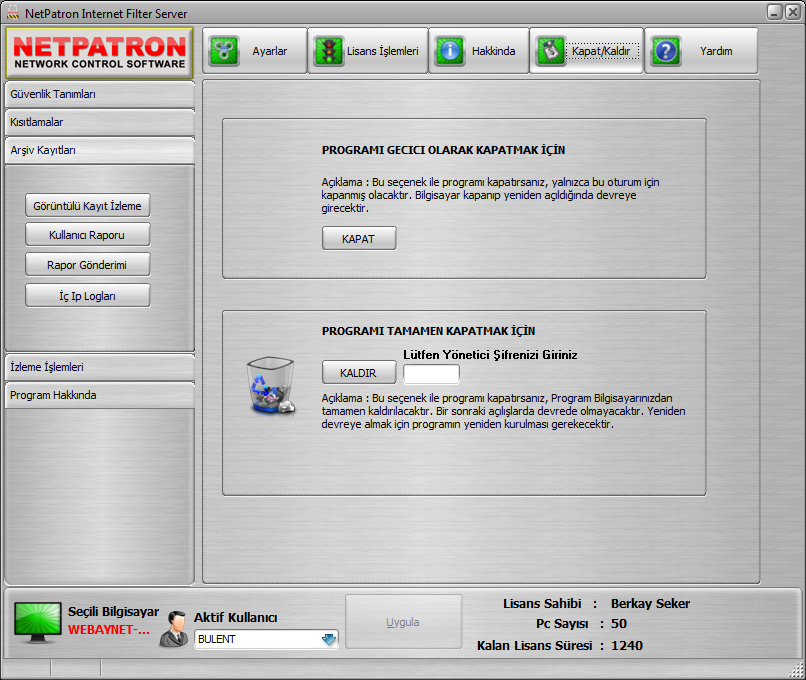 NetPatron Internet Filter Server
NETPATRON
NETWORK CONTROL SOFTWARE
Ayarlar
Lisans İşlemleri
Hakkinda
Kapat/Kaldır
Yardım
Güvenlik Tanımları
Kısıtlamalar
Arşiv Kayıtları
Görüntülü Kayıt İzleme
Kullanıcı Raporu
Rapor Gönderimi
İç Ip Logları
İzleme İşlemleri
Program Hakkında
PROGRAMI GECICI OLARAK KAPATMAK İÇİN
Açıklama : Bu seçenek ile programı kapatırsanız, yalnızca bu oturum için
kapanmış olacaktır. Bilgisayar kapanıp yeniden açıldığında devreye
girecektir.
KAPAT
PROGRAMI TAMAMEN KAPATMAK İÇİN
Lütfen Yönetici Şifrenizi Giriniz
KALDIR
Açıklama : Bu seçenek ile programı kapatırsanız, Program Bilgisayarınızdan
tamamen kaldırılacaktır. Bir sonraki açılışlarda devrede olmayacaktır. Yeniden
devreye almak için programın yeniden kurulması gerekecektir.
Seçili Bilgisayar
WEBAYNET-...
Aktif Kullanıcı
BULENT
Uygula
Lisans Sahibi : Berkay Seker
Pc Sayısı : 50
Kalan Lisans Süresi : 1240